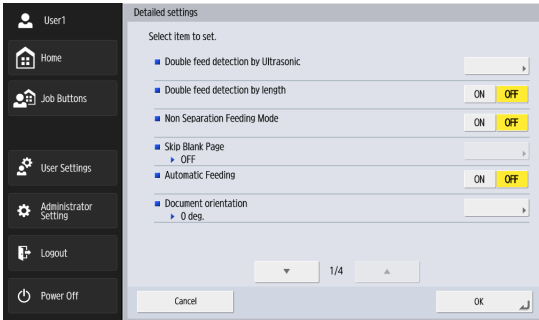 User1
Home
Job Buttons
User Settings
Administrator
Setting
Logout
Power Off
Detailed settings
Select item to set.
Double feed detection by Ultrasonic
Double feed detection by length
ON OFF
Non Separation Feeding Mode
ON OFF
Skip Blank Page
OFF
Automatic Feeding
ON OFF
Document orientation
0 deg.
1/4
Cancel
OK